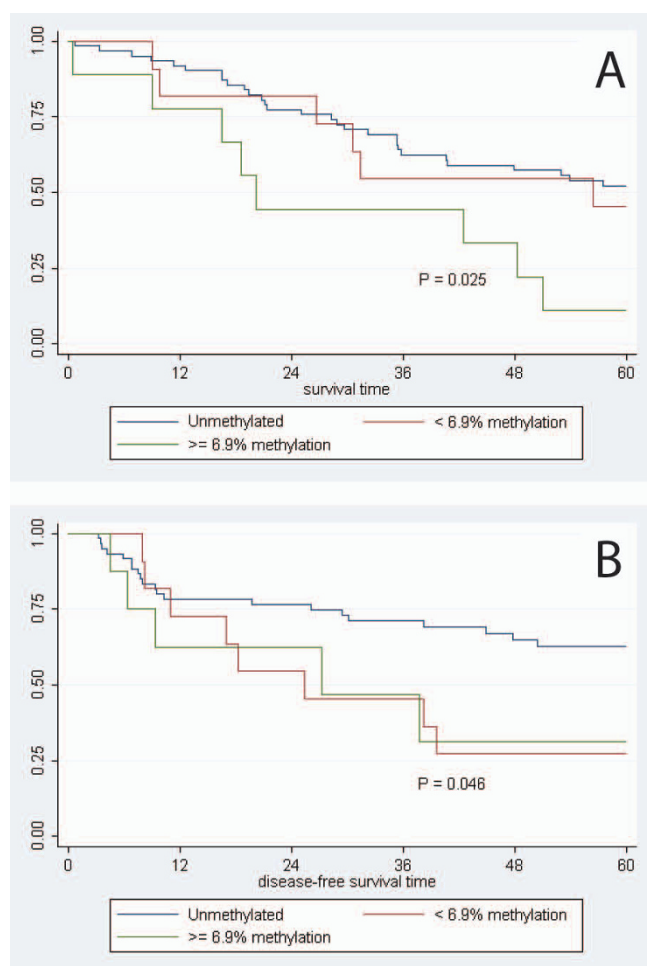 A
1.00
0.75
0.50
0.25
0.00
P = 0.025
0 12 24 36 48 60
survival time
Unmethylated < 6.9% methylation
>= 6.9% methylation
B
1.00
0.75
0.50
0.25
0.00
P = 0.046
0 12 24 36 48 60
disease-free survival time
Unmethylated < 6.9% methylation
>= 6.9% methylation